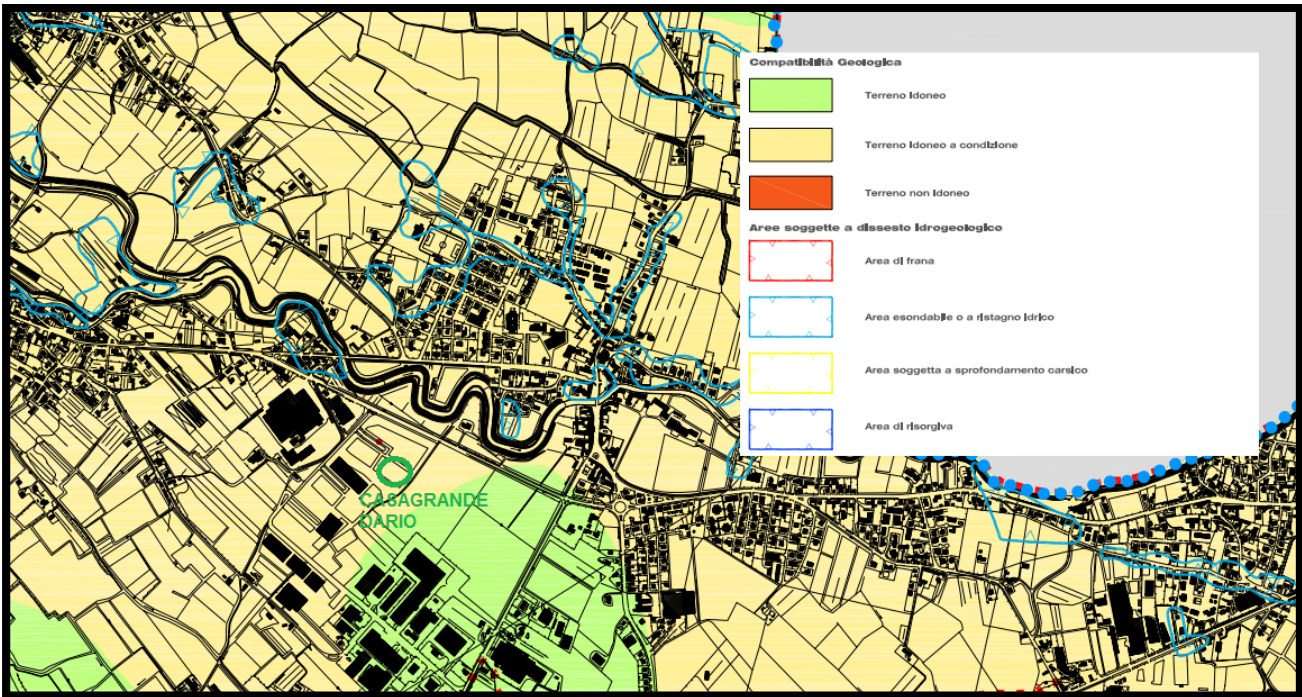 Compatibilità Geologica
Terreno Idoneo
Terreno Idoneo a condizione
Terreno non Idoneo
Aree soggette a dissesto Idrogeologico
Area di frana
Area esondabile o a ristagno Idrico
Area soggetta a sprofondamento carsico
Area di risorgiva
CASAGRANDE
DARIO